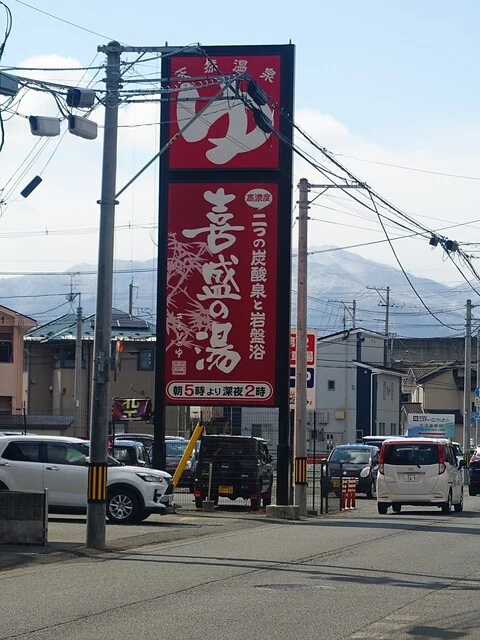 天然温泉
ゆ
高濃度
二つの炭酸泉と岩盤浴
喜盛の湯
朝5時より深夜2時